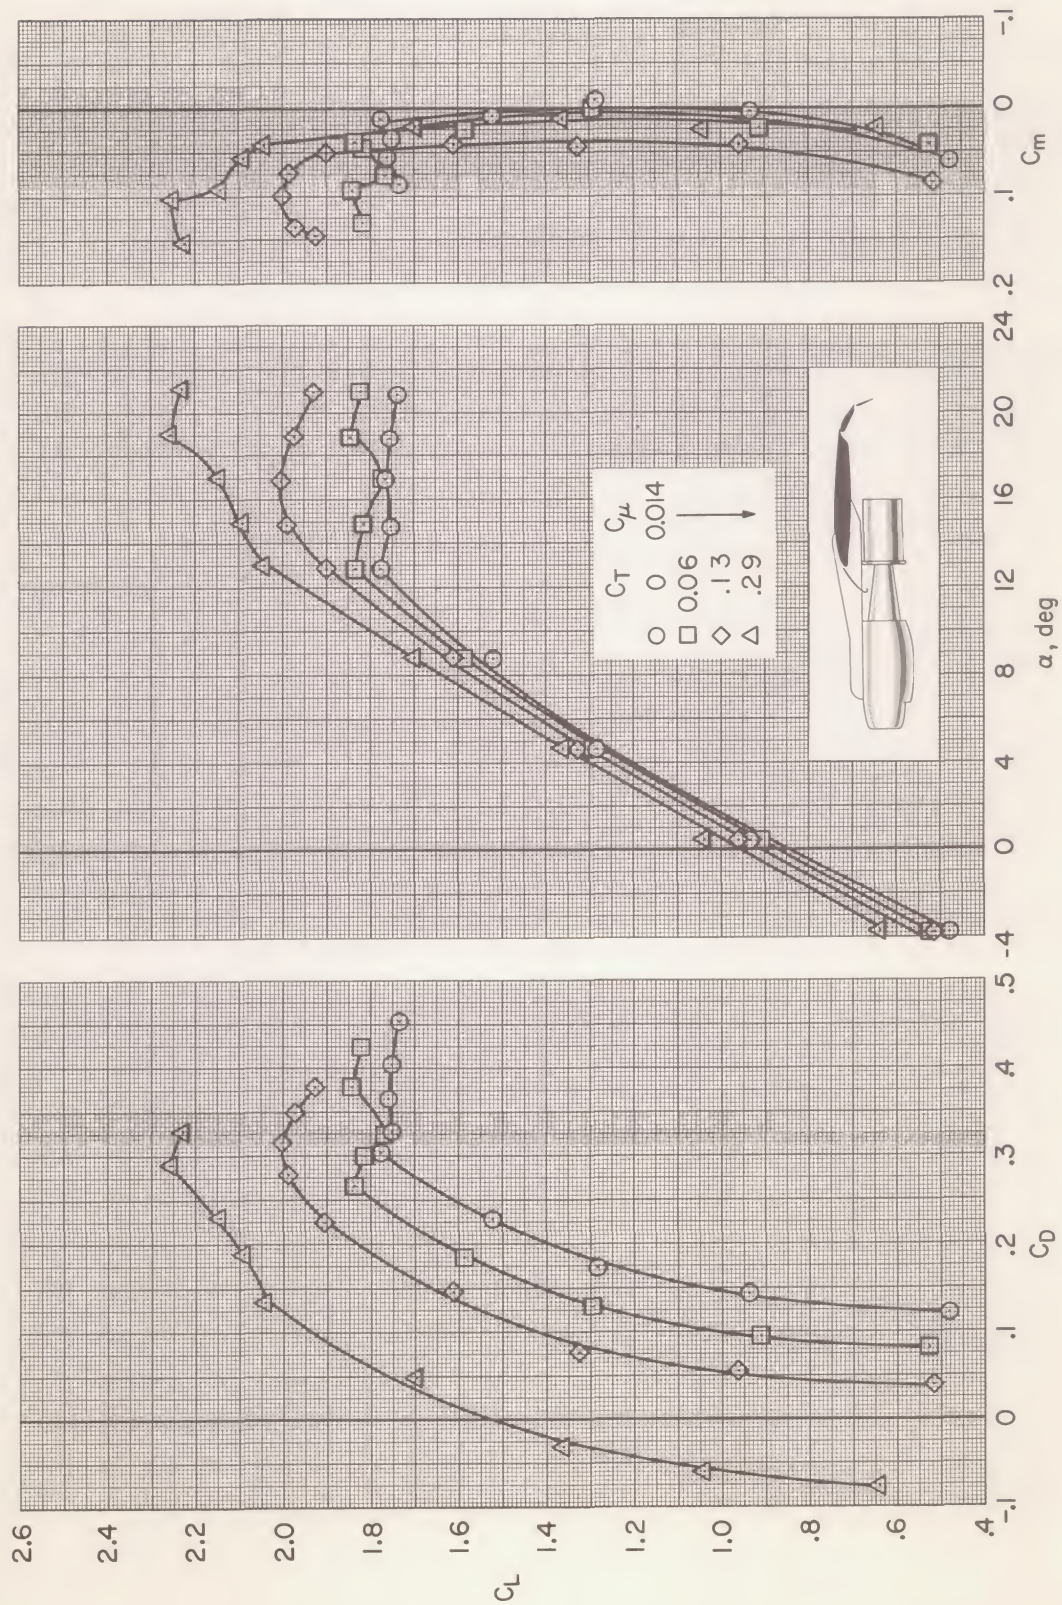 2.6
2.4
2.2
2.0
1.8
1.6
1.4
1.2
1.0
.8
.6
.4
C_L
-.1 0 .1 .2 .3 .4 .5
C_D
-4 0 4 8 12 16 20 24
α, deg
.2 .1 0 -.1
C_m
C_T C_μ
○ 0 0.014
□ 0.06
◇ .13
△ .29